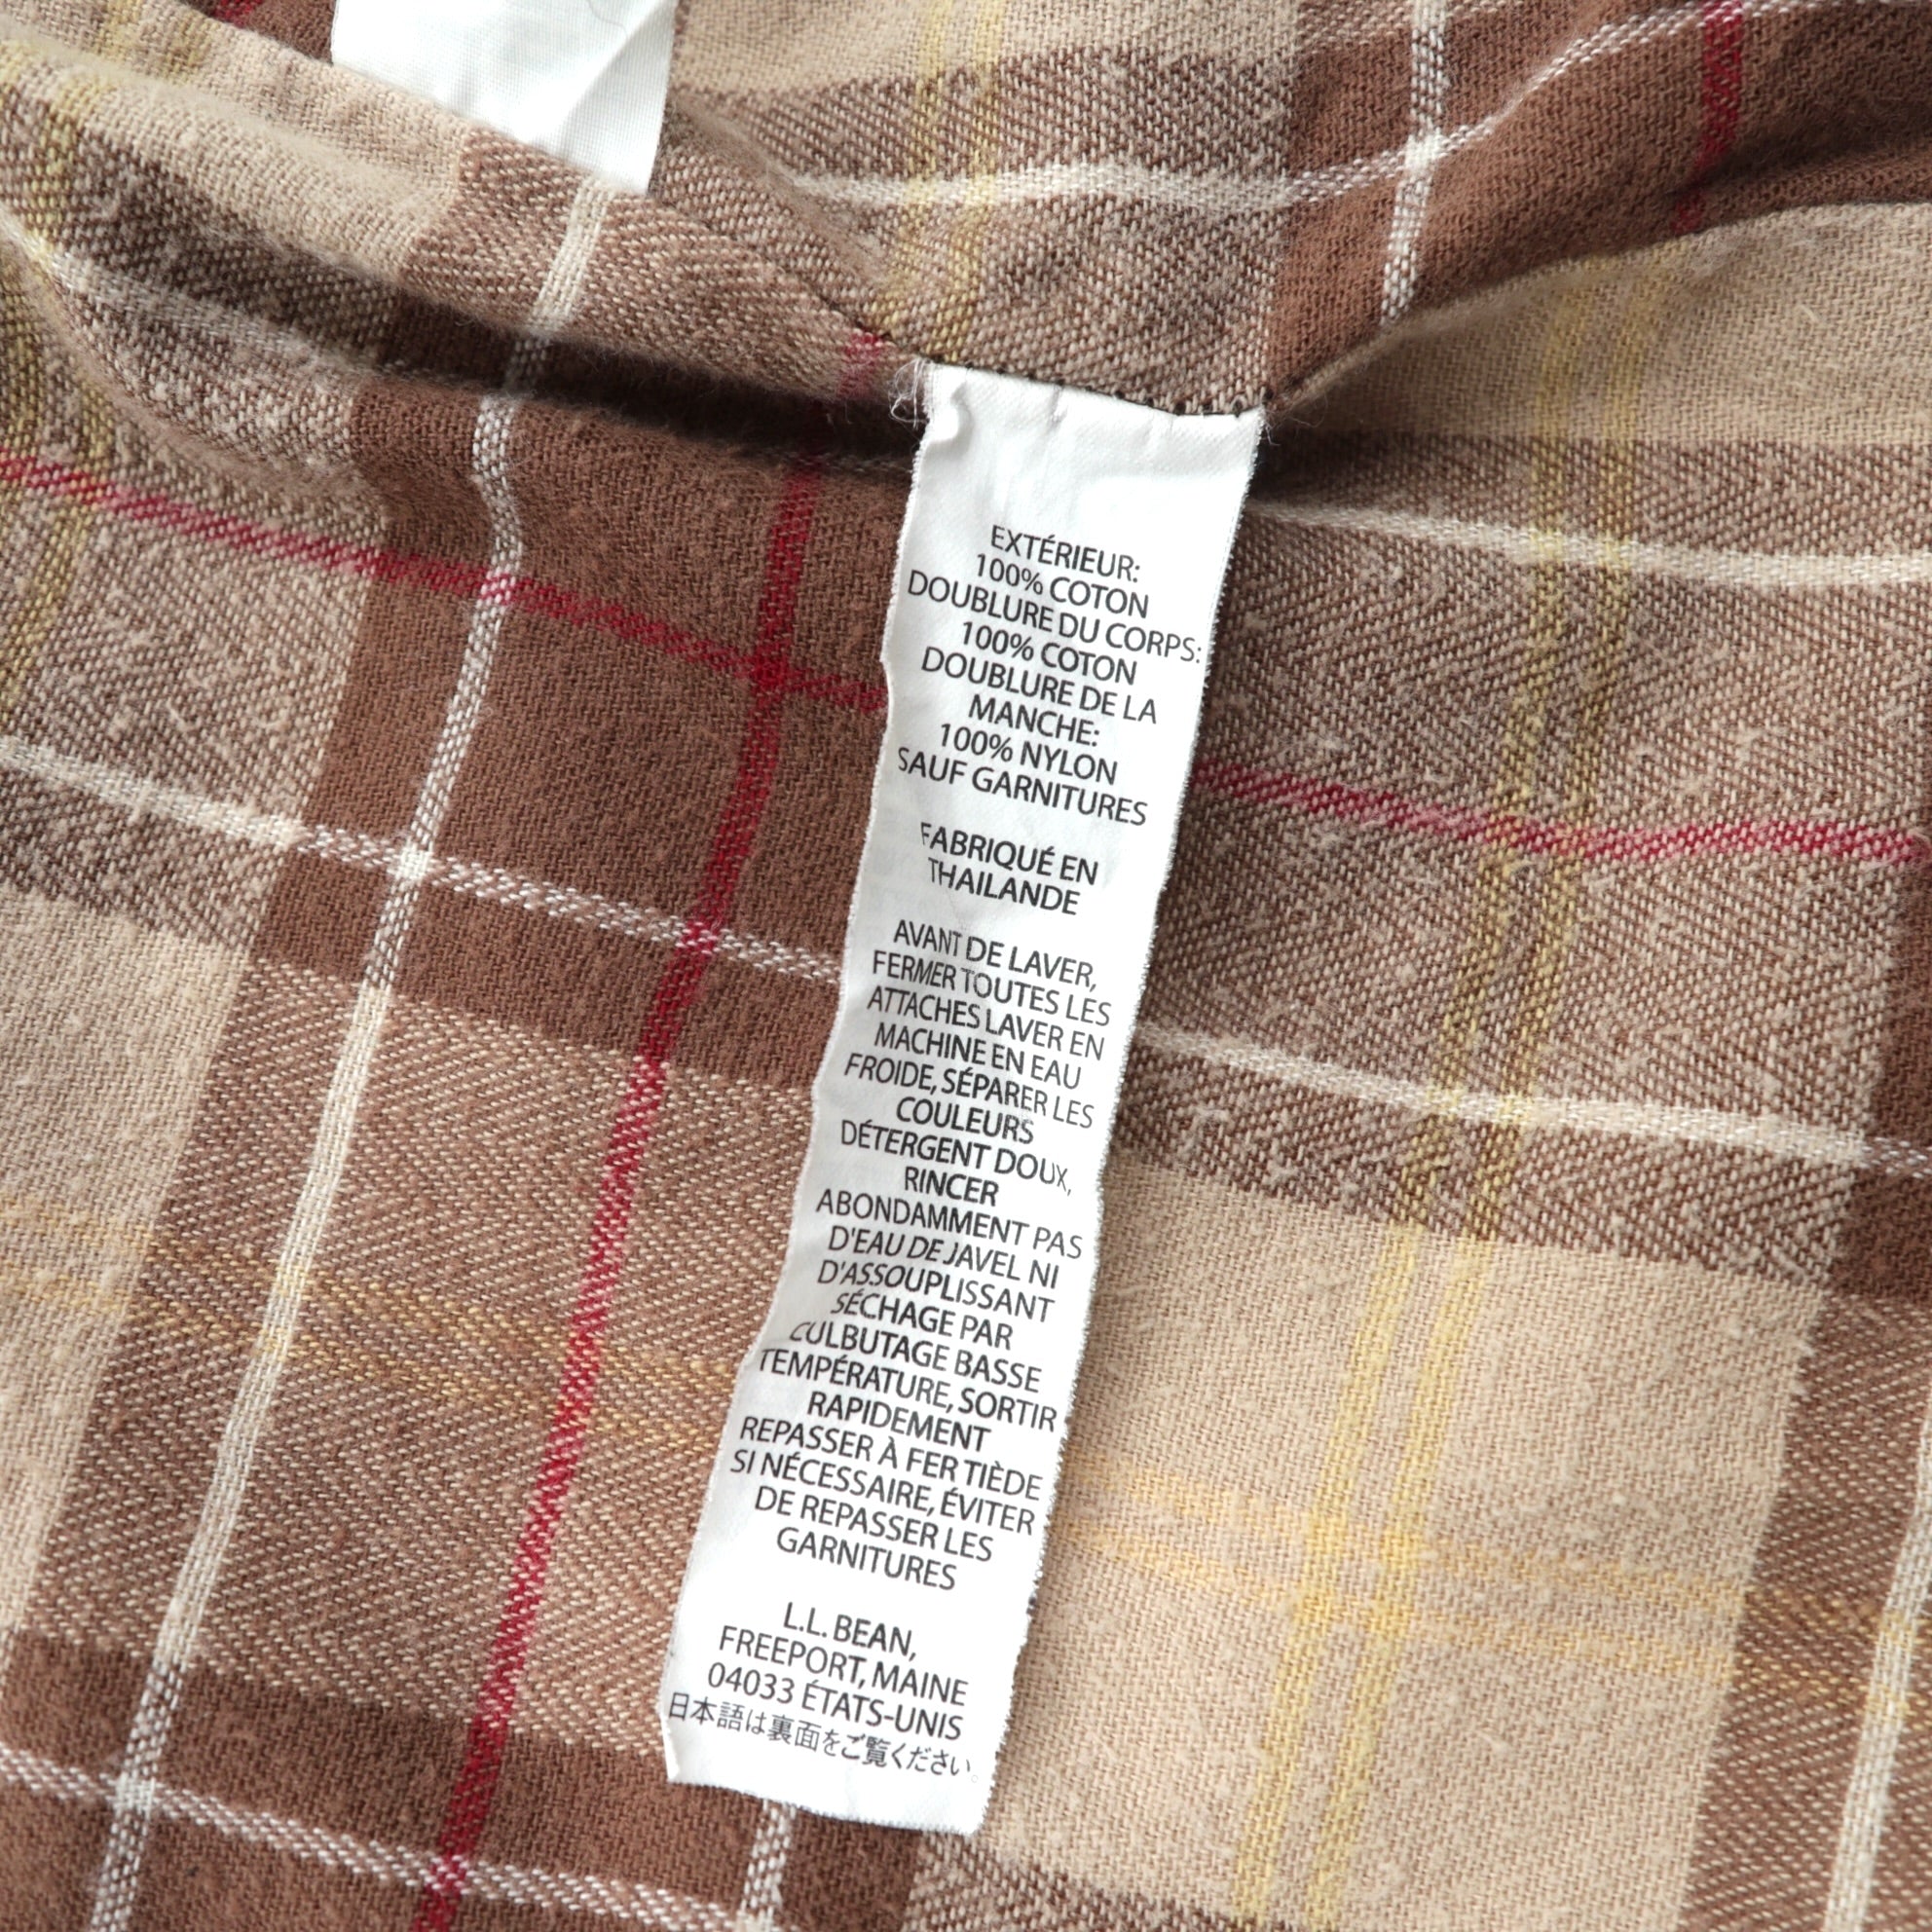 EXTÉRIEUR:
100% COTON
DOUBLURE DU CORPS:
100% COTON
DOUBLURE DE LA
MANCHE:
100% NYLON
SAUF GARNITURES
FABRIQUÉ EN
THAILANDE
AVANT DE LAVER,
FERMER TOUTES LES
ATTACHES LAVER EN
MACHINE EN EAU
FROIDE, SÉPARER LES
COULEURS
DÉTERGENT DOUX,
RINCER
ABONDAMMENT PAS
D'EAU DE JAVEL NI
D'ASSOUPLISSANT
SÉCHAGE PAR
CULBUTAGE BASSE
TEMPÉRATURE, SORTIR
RAPIDEMENT
REPASSER À FER TIÈDE
SI NÉCESSAIRE, ÉVITER
DE REPASSER LES
GARNITURES
L.L. BEAN,
FREEPORT, MAINE
04033 ÉTATS-UNIS
日本語は裏面をご覧ください。